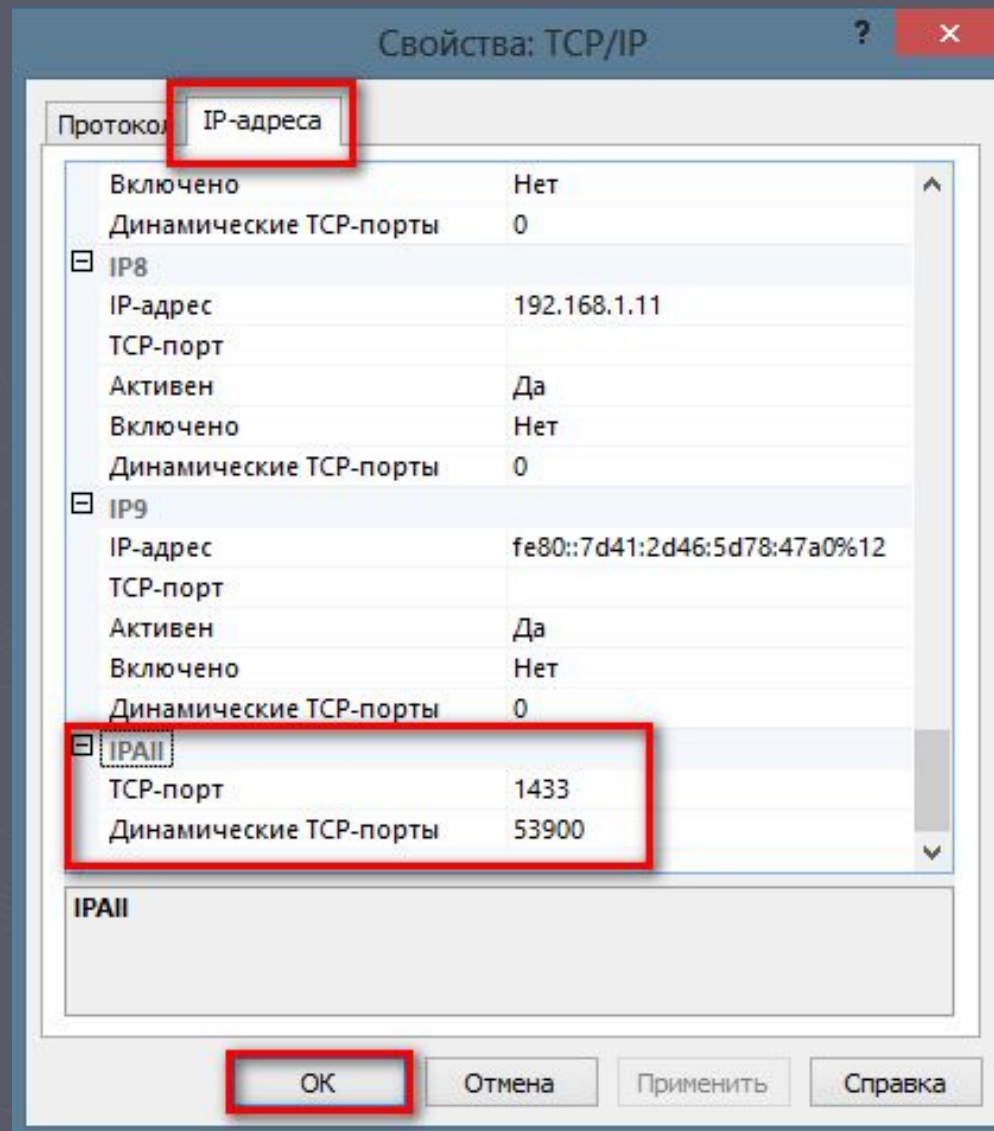 Свойства: TCP/IP ? ×
Протокол IP-адреса
Включено Нет
Динамические TCP-порты 0
IP8
IP-адрес 192.168.1.11
TCP-порт
Активен Да
Включено Нет
Динамические TCP-порты 0
IP9
IP-адрес fe80::7d41:2d46:5d78:47a0%12
TCP-порт
Активен Да
Включено Нет
Динамические TCP-порты 0
IPAll
TCP-порт 1433
Динамические TCP-порты 53900
IPAll
ОК Отмена Применить Справка